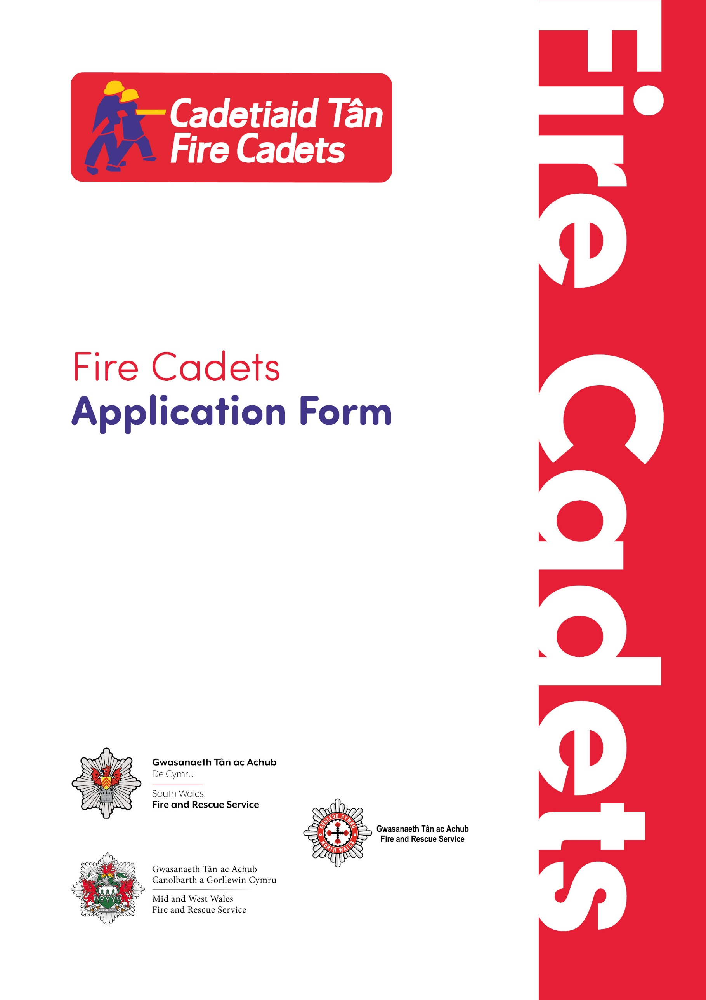 Cadetiaid Tân
Fire Cadets
Fire Cadets
Application Form
Fire Cadets
Gwasanaeth Tân ac Achub
De Cymru
South Wales
Fire and Rescue Service
GOGLEDD CYMRU
NORTH WALES
Gwasanaeth Tân ac Achub
Fire and Rescue Service
Gwasanaeth Tân ac Achub
Canolbarth a Gorllewin Cymru
Mid and West Wales
Fire and Rescue Service